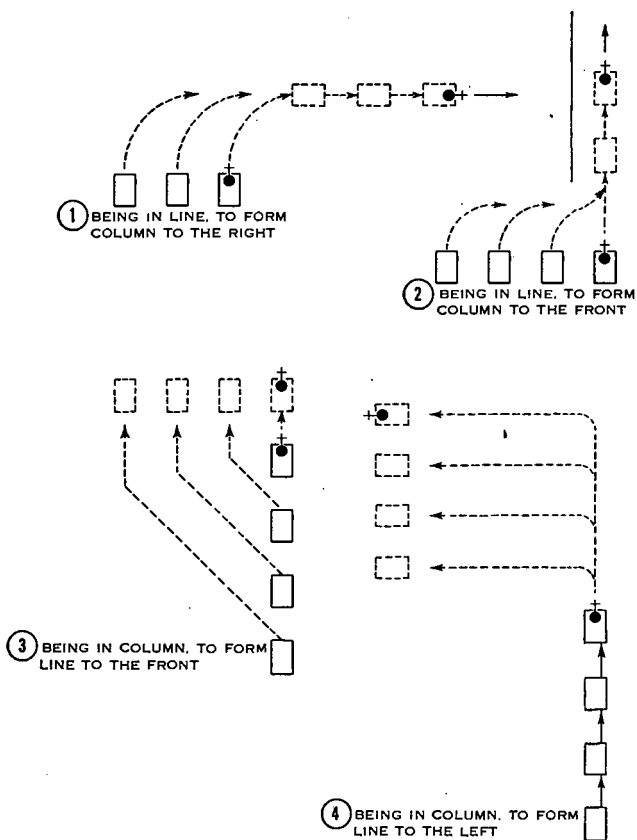 1 BEING IN LINE, TO FORM
COLUMN TO THE RIGHT
2 BEING IN LINE, TO FORM
COLUMN TO THE FRONT
3 BEING IN COLUMN, TO FORM
LINE TO THE FRONT
4 BEING IN COLUMN, TO FORM
LINE TO THE LEFT